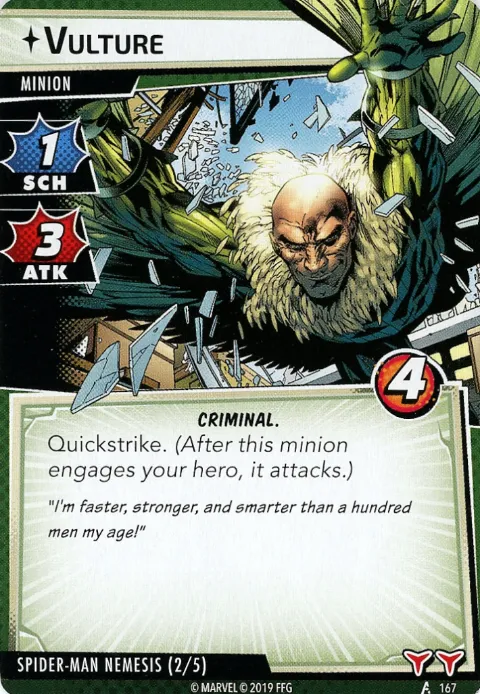 VULTURE
MINION
1
SCH
3
ATK
4
CRIMINAL.
Quickstrike. (After this minion
engages your hero, it attacks.)
"I'm faster, stronger, and smarter than a hundred
men my age!"
SPIDER-MAN NEMESIS (2/5)
© MARVEL © 2019 FFG
167